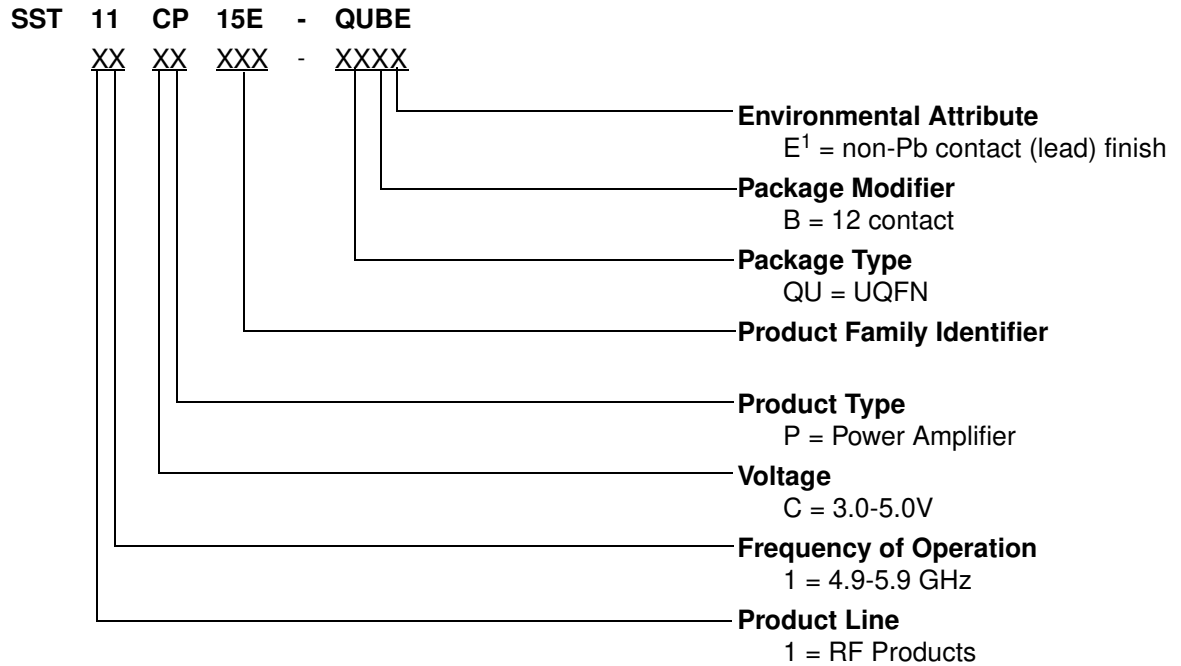 SST 11 CP 15E - QUBE
XX XX XXX - XXXX
Environmental Attribute
E1 = non-Pb contact (lead) finish
Package Modifier
B = 12 contact
Package Type
QU = UQFN
Product Family Identifier
Product Type
P = Power Amplifier
Voltage
C = 3.0-5.0V
Frequency of Operation
1 = 4.9-5.9 GHz
Product Line
1 = RF Products